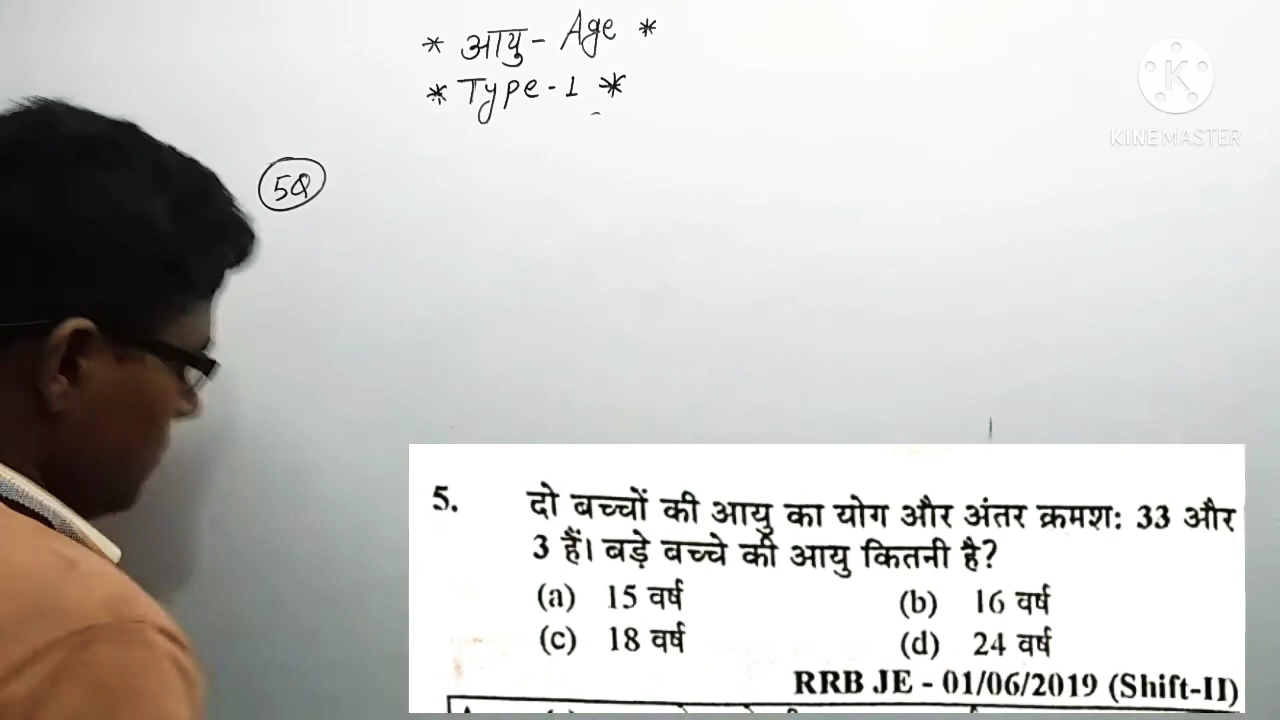 * आयु - Age *
* Type - 1 *
KINEMASTER
5Q
5. दो बच्चों की आयु का योग और अंतर क्रमश: 33 और
3 हैं। बड़े बच्चे की आयु कितनी है?
(a) 15 वर्ष (b) 16 वर्ष
(c) 18 वर्ष (d) 24 वर्ष
RRB JE - 01/06/2019 (Shift-II)